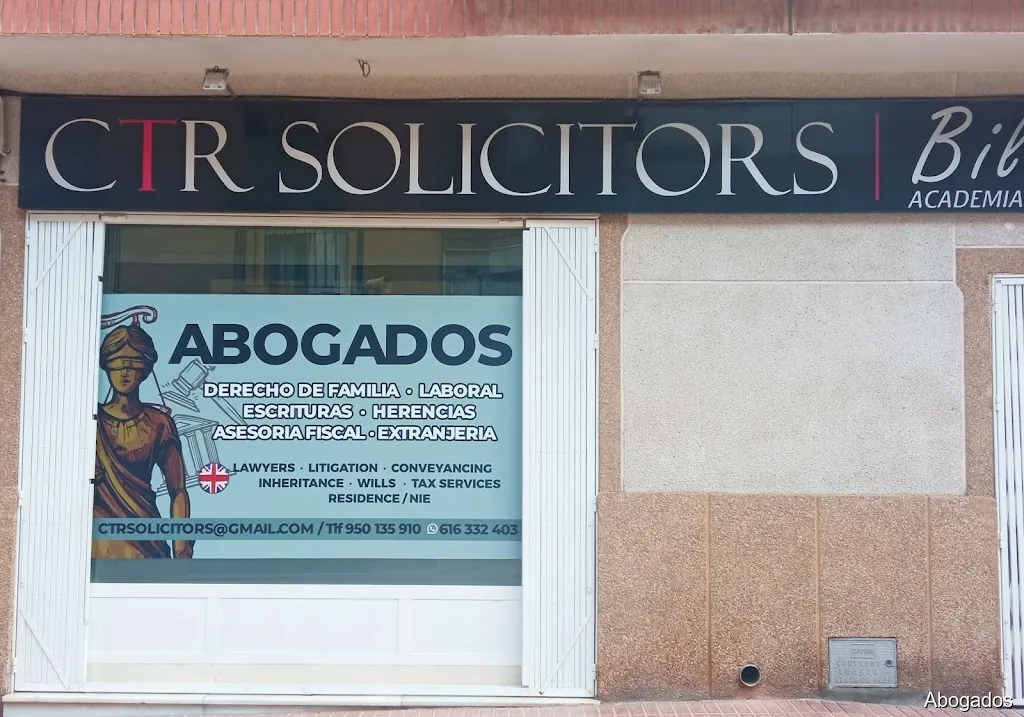 CTR SOLICITORS
Bil
ACADEMIA
ABOGADOS
DERECHO DE FAMILIA · LABORAL
ESCRITURAS · HERENCIAS
ASESORIA FISCAL · EXTRANJERIA
LAWYERS · LITIGATION · CONVEYANCING
INHERITANCE · WILLS · TAX SERVICES
RESIDENCE / NIE
CTRSOLICITORS@GMAIL.COM / Tlf 950 135 910 616 332 403
Abogados